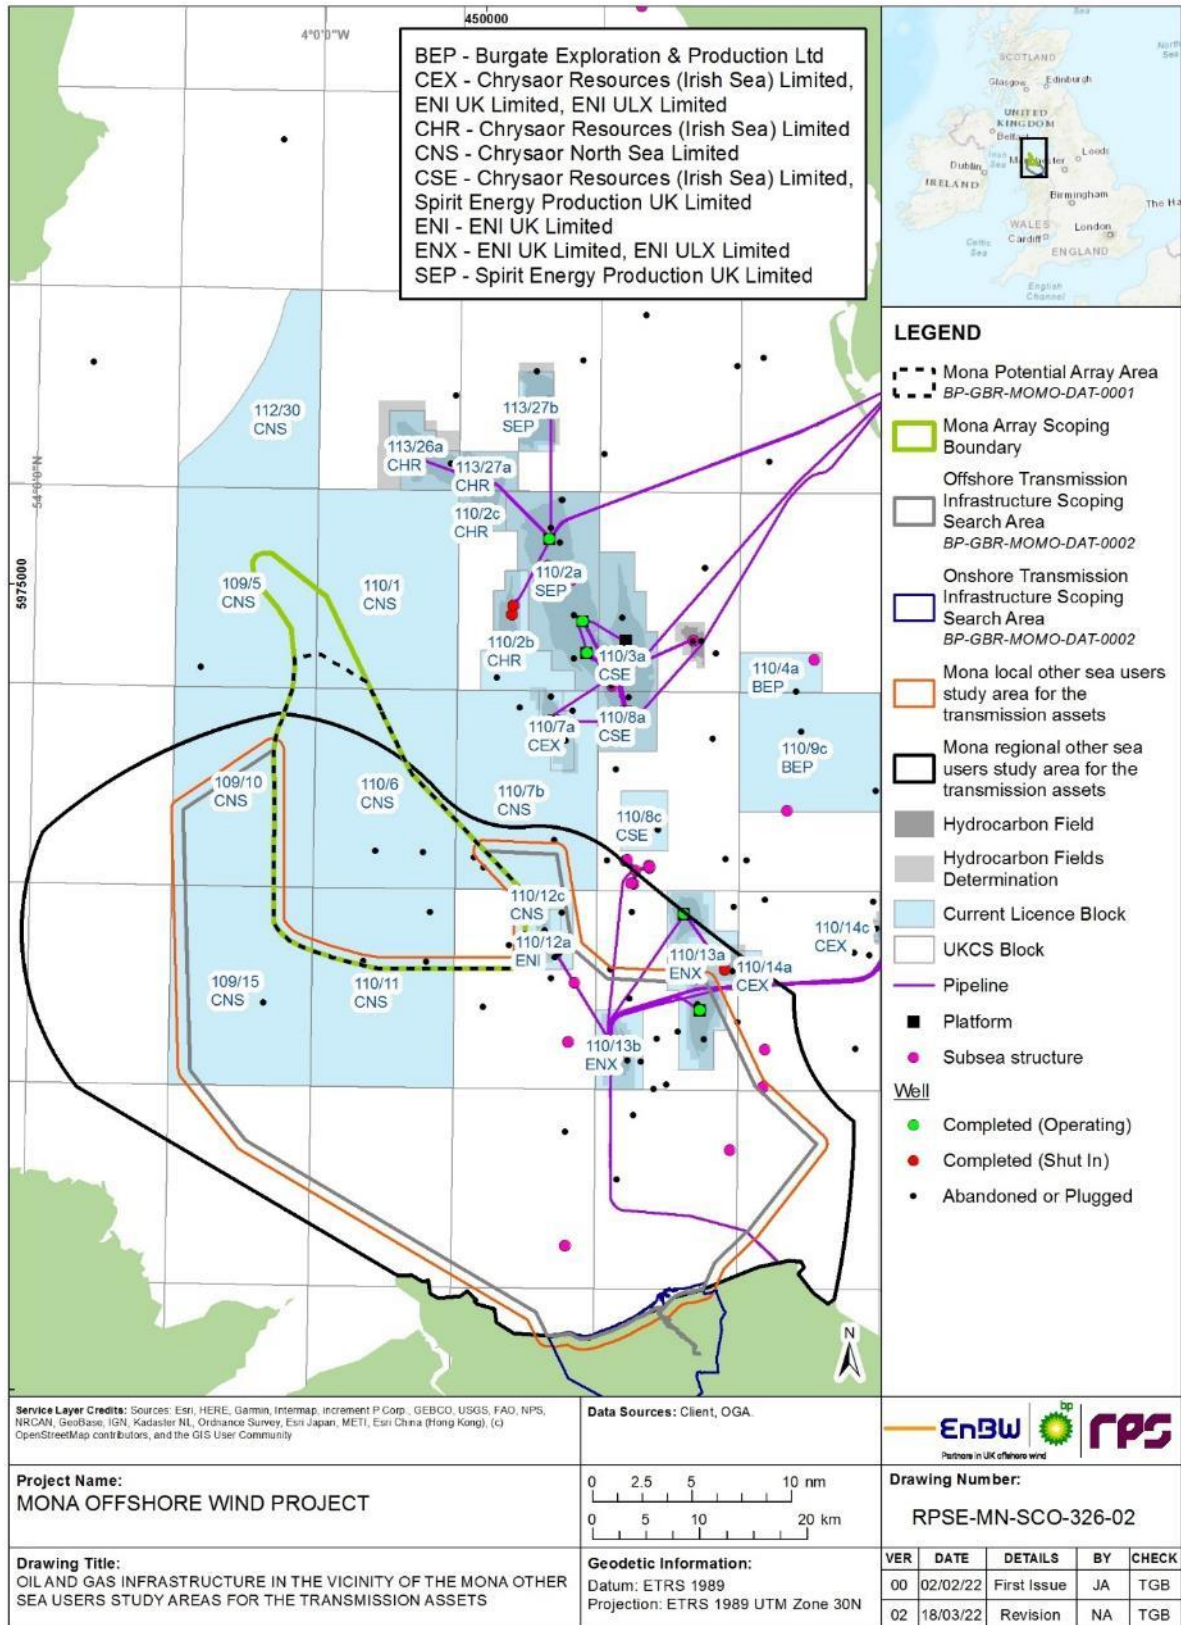 450000
4°0'0"W
54°0'0"N
5975000
BEP - Burgate Exploration & Production Ltd
CEX - Chrysaor Resources (Irish Sea) Limited,
ENI UK Limited, ENI ULX Limited
CHR - Chrysaor Resources (Irish Sea) Limited
CNS - Chrysaor North Sea Limited
CSE - Chrysaor Resources (Irish Sea) Limited,
Spirit Energy Production UK Limited
ENI - ENI UK Limited
ENX - ENI UK Limited, ENI ULX Limited
SEP - Spirit Energy Production UK Limited
112/30
CNS
113/27b
SEP
113/26a
CHR
113/27a
CHR
110/2c
CHR
109/5
CNS
110/1
CNS
110/2a
SEP
110/2b
CHR
110/3a
CSE
110/4a
BEP
110/7a
CEX
110/8a
CSE
110/9c
BEP
109/10
CNS
110/6
CNS
110/7b
CNS
110/8c
CSE
110/12c
CNS
110/12a
ENI
110/13a
ENX
110/14a
CEX
110/14c
CEX
109/15
CNS
110/11
CNS
110/13b
ENX
N
Sea
North
Sea
SCOTLAND
Glasgow
Edinburgh
UNITED
KINGDOM
Belfast
Irish
Sea
Dublin
Leeds
IRELAND
Birmingham
The Ha
WALES
Cardiff
London
ENGLAND
Celtic
Sea
English
Channel
LEGEND
Mona Potential Array Area
BP-GBR-MOMO-DAT-0001
Mona Array Scoping
Boundary
Offshore Transmission
Infrastructure Scoping
Search Area
BP-GBR-MOMO-DAT-0002
Onshore Transmission
Infrastructure Scoping
Search Area
BP-GBR-MOMO-DAT-0002
Mona local other sea users
study area for the
transmission assets
Mona regional other sea
users study area for the
transmission assets
Hydrocarbon Field
Hydrocarbon Fields
Determination
Current Licence Block
UKCS Block
Pipeline
Platform
Subsea structure
Well
Completed (Operating)
Completed (Shut In)
Abandoned or Plugged
Service Layer Credits: Sources: Esri, HERE, Garmin, Intermap, increment P Corp., GEBCO, USGS, FAO, NPS,
NRCAN, GeoBase, IGN, Kadaster NL, Ordnance Survey, Esri Japan, METI, Esri China (Hong Kong), (c)
OpenStreetMap contributors, and the GIS User Community
Data Sources: Client, OGA.
EnBW
bp
rps
Partners in UK offshore wind
Project Name:
MONA OFFSHORE WIND PROJECT
0 2.5 5 10 nm
0 5 10 20 km
Drawing Number:
RPSE-MN-SCO-326-02
Drawing Title:
OIL AND GAS INFRASTRUCTURE IN THE VICINITY OF THE MONA OTHER
SEA USERS STUDY AREAS FOR THE TRANSMISSION ASSETS
Geodetic Information:
Datum: ETRS 1989
Projection: ETRS 1989 UTM Zone 30N
VER DATE DETAILS BY CHECK
00 02/02/22 First Issue JA TGB
02 18/03/22 Revision NA TGB